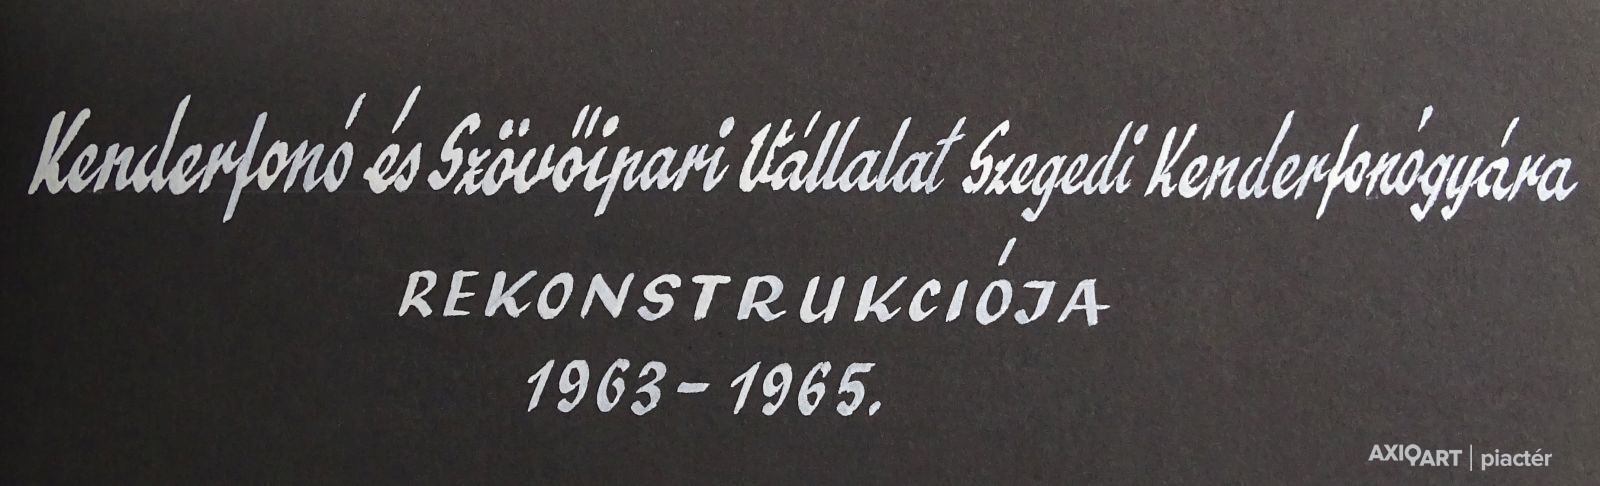 Kenderfonó és Szövőipari Vállalat Szegedi Kenderfonógyára
REKONSTRUKCIÓJA
1963-1965.
AXIOART | piactér